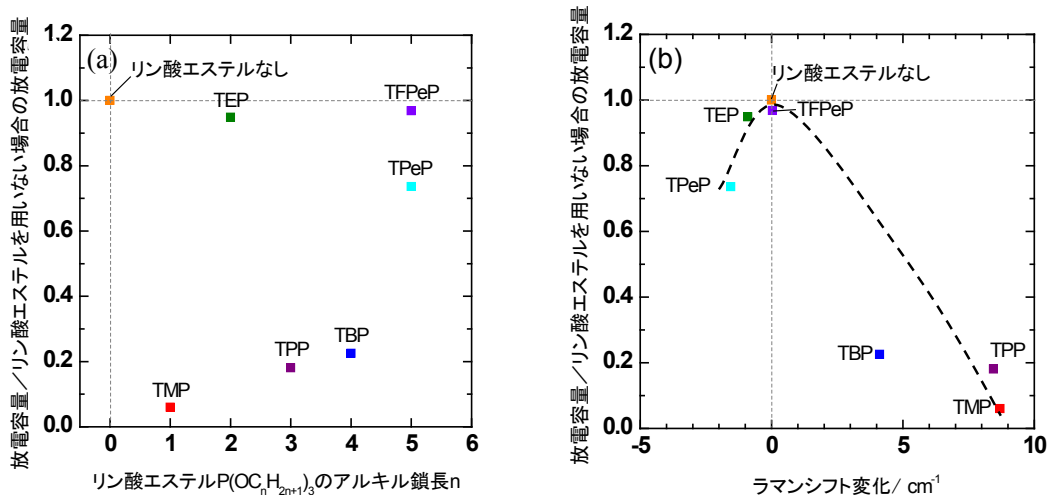 放電容量／リン酸エステルを用いない場合の放電容量
1.2
1.0
0.8
0.6
0.4
0.2
0.0
(a)
リン酸エステルなし
TEP
TFPeP
TPeP
TPP
TBP
TMP
0 1 2 3 4 5 6
リン酸エステルP(OCnH2n+1)3のアルキル鎖長n
放電容量／リン酸エステルを用いない場合の放電容量
1.2
1.0
0.8
0.6
0.4
0.2
0.0
(b)
リン酸エステルなし
TEP
TFPeP
TPeP
TBP
TPP
TMP
-5 0 5 10
ラマンシフト変化/ cm-1